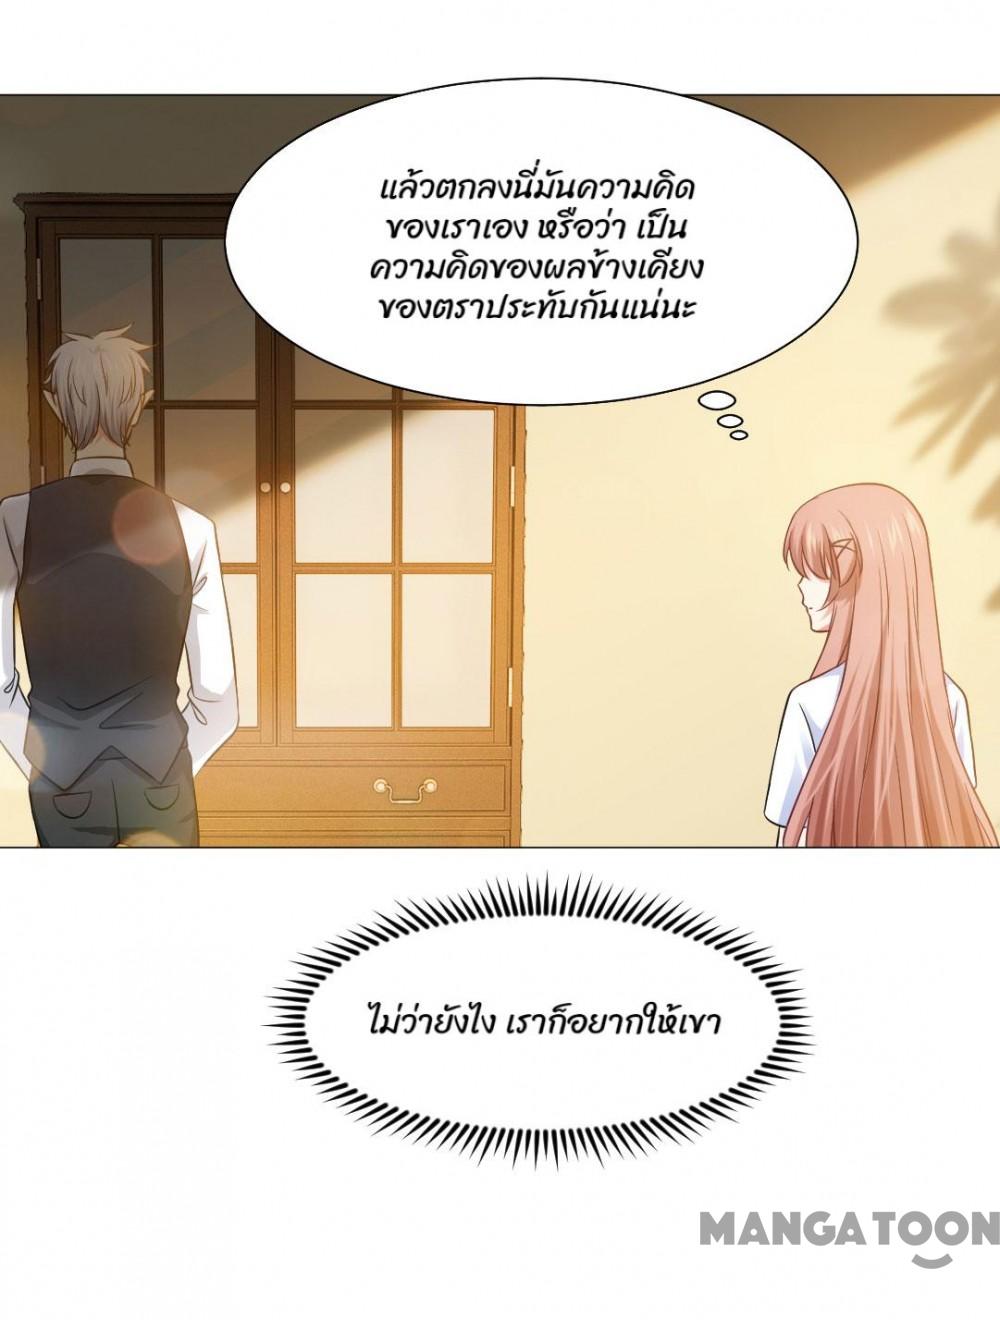 แล้วตกลงนี่มันความคิด
ของเราเอง หรือว่า เป็น
ความคิดของผลข้างเคียง
ของตราประทับกันแน่นะ
ไม่ว่ายังไง เราก็อยากให้เขา
MANGATOON